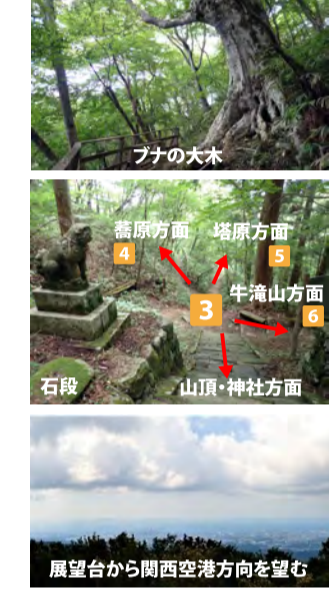 ブナの大木
蕎原方面
4
塔原方面
5
牛滝山方面
6
3
石段
山頂・神社方面
展望台から関西空港方向を望む